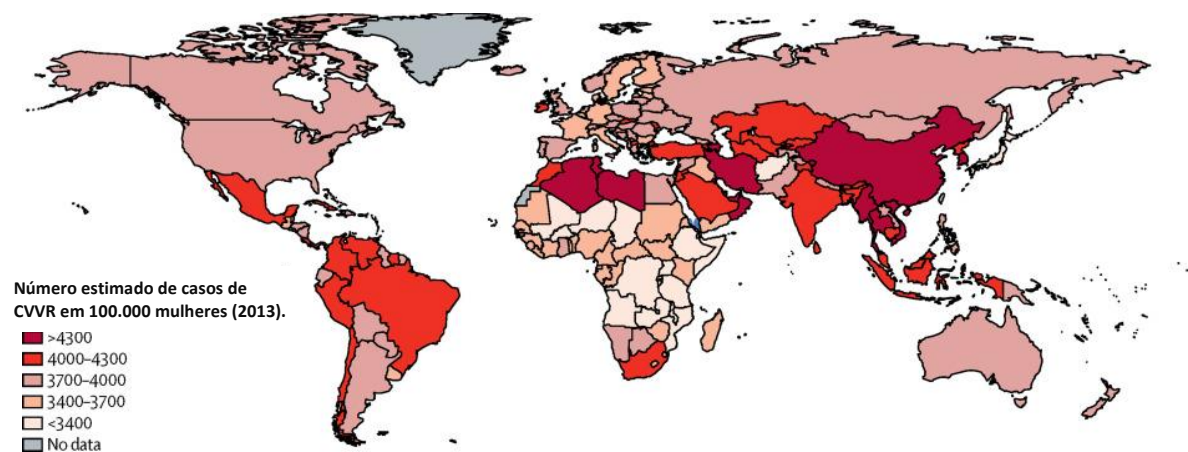 Número estimado de casos de
CVVR em 100.000 mulheres (2013).
>4300
4000–4300
3700–4000
3400–3700
<3400
No data